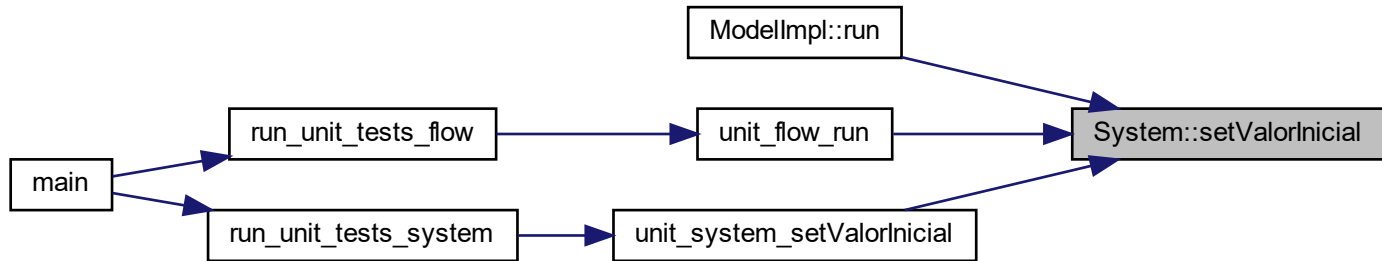 ModelImpl::run
run_unit_tests_flow
unit_flow_run
System::setValorInicial
main
run_unit_tests_system
unit_system_setValorInicial